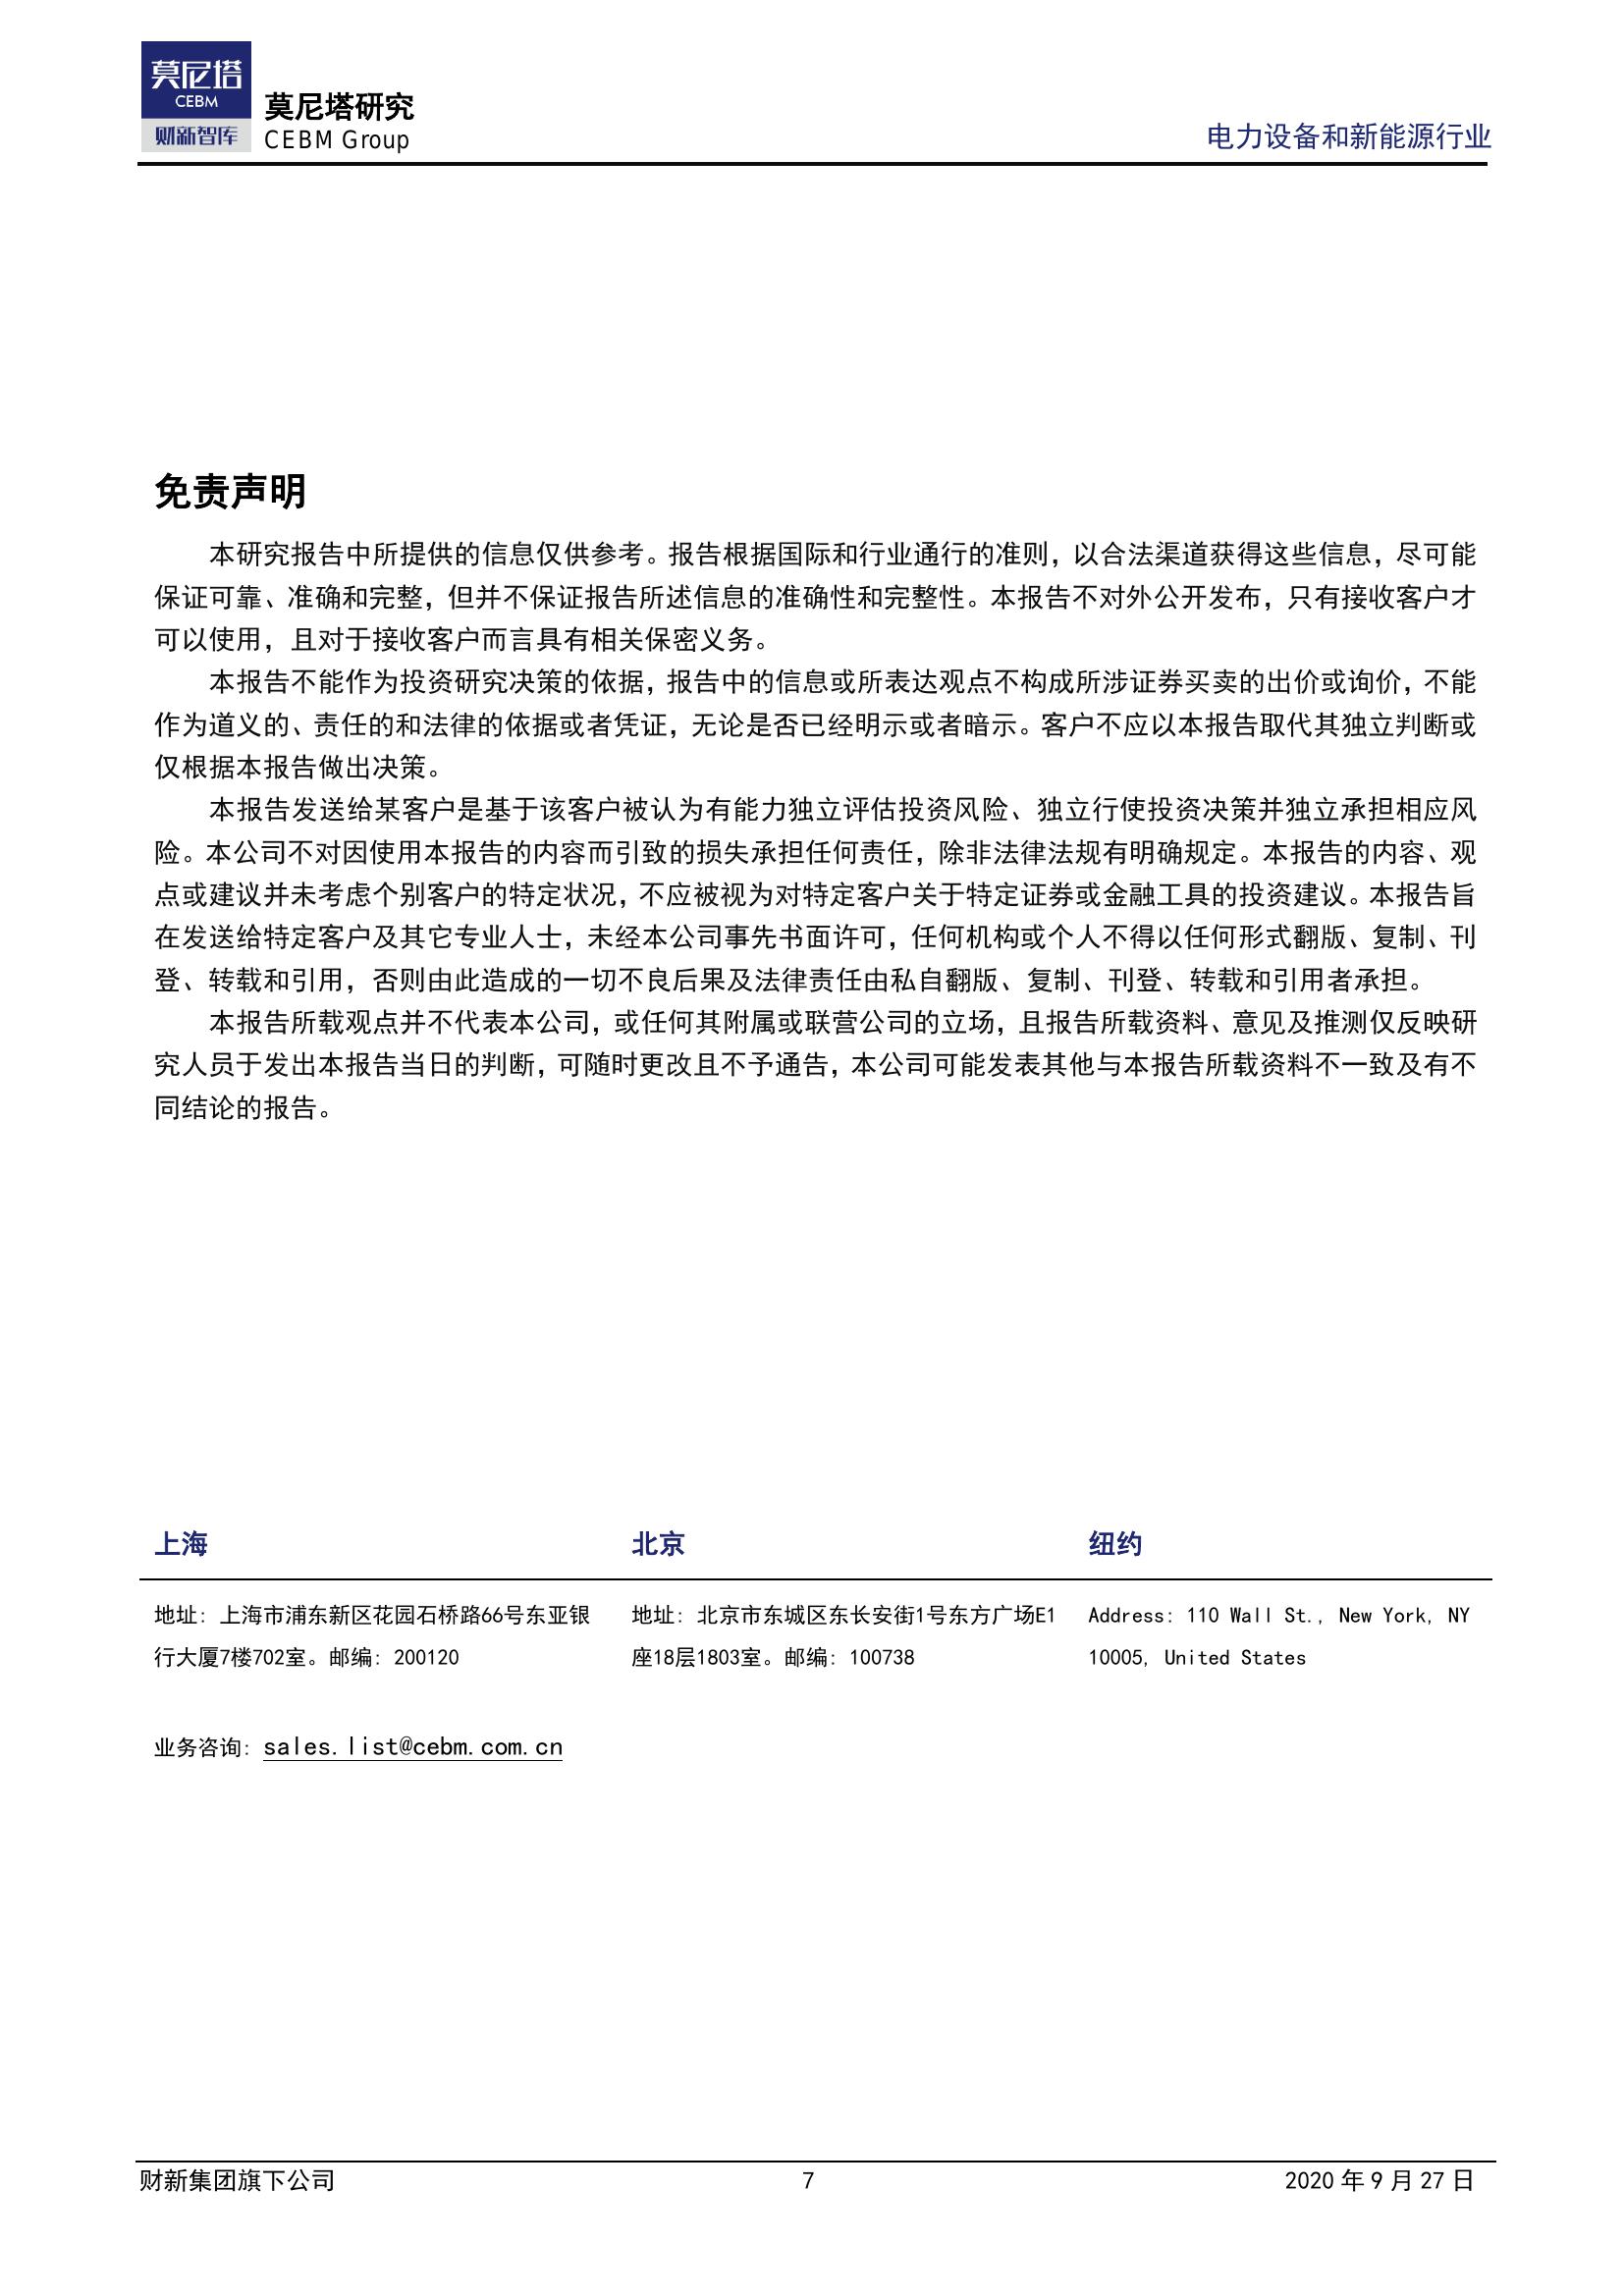 莫尼塔
CEBM
财新智库
莫尼塔研究
CEBM Group
电力设备和新能源行业
免责声明
本研究报告中所提供的信息仅供参考。报告根据国际和行业通行的准则，以合法渠道获得这些信息，尽可能
保证可靠、准确和完整，但并不保证报告所述信息的准确性和完整性。本报告不对外公开发布，只有接收客户才
可以使用，且对于接收客户而言具有相关保密义务。
本报告不能作为投资研究决策的依据，报告中的信息或所表达观点不构成所涉证券买卖的出价或询价，不能
作为道义的、责任的和法律的依据或者凭证，无论是否已经明示或者暗示。客户不应以本报告取代其独立判断或
仅根据本报告做出决策。
本报告发送给某客户是基于该客户被认为有能力独立评估投资风险、独立行使投资决策并独立承担相应风
险。本公司不对因使用本报告的内容而引致的损失承担任何责任，除非法律法规有明确规定。本报告的内容、观
点或建议并未考虑个别客户的特定状况，不应被视为对特定客户关于特定证券或金融工具的投资建议。本报告旨
在发送给特定客户及其它专业人士，未经本公司事先书面许可，任何机构或个人不得以任何形式翻版、复制、刊
登、转载和引用，否则由此造成的一切不良后果及法律责任由私自翻版、复制、刊登、转载和引用者承担。
本报告所载观点并不代表本公司，或任何其附属或联营公司的立场，且报告所载资料、意见及推测仅反映研
究人员于发出本报告当日的判断，可随时更改且不予通告，本公司可能发表其他与本报告所载资料不一致及有不
同结论的报告。
上海
地址：上海市浦东新区花园石桥路66号东亚银
行大厦7楼702室。邮编：200120
北京
地址：北京市东城区东长安街1号东方广场E1
座18层1803室。邮编：100738
纽约
Address: 110 Wall St., New York, NY
10005, United States
业务咨询：sales.list@cebm.com.cn
财新集团旗下公司
7
2020 年 9 月 27 日